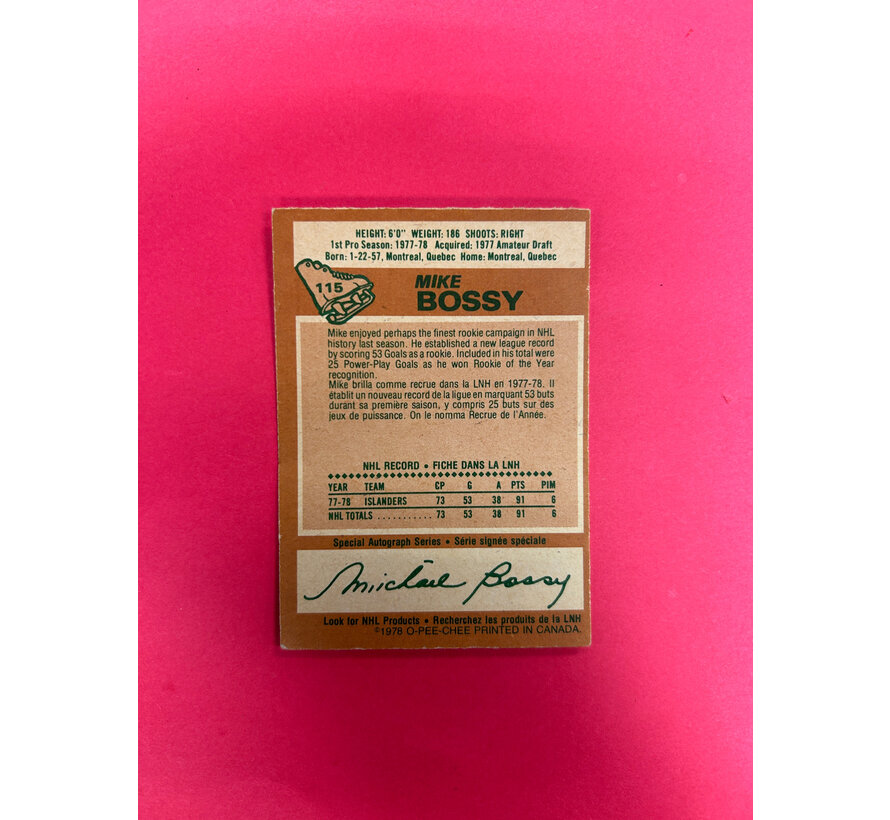 HEIGHT: 6'0" WEIGHT: 186 SHOOTS: RIGHT
1st Pro Season: 1977-78 Acquired: 1977 Amateur Draft
Born: 1-22-57, Montreal, Quebec Home: Montreal, Quebec
115
MIKE
BOSSY
Mike enjoyed perhaps the finest rookie campaign in NHL
history last season. He established a new league record
by scoring 53 Goals as a rookie. Included in his total were
25 Power-Play Goals as he won Rookie of the Year
recognition.
Mike brilla comme recrue dans la LNH en 1977-78. Il
établit un nouveau record de la ligue en marquant 53 buts
durant sa première saison, y compris 25 buts sur des
jeux de puissance. On le nomma Recrue de l'Année.
NHL RECORD • FICHE DANS LA LNH
YEAR TEAM CP G A PTS PIM
77-78 ISLANDERS 73 53 38 91 6
NHL TOTALS . . . . . . . . . . . 73 53 38 91 6
Special Autograph Series • Série signée spéciale
Michael Bossy
Look for NHL Products • Recherchez les produits de la LNH
©1978 O-PEE-CHEE PRINTED IN CANADA.